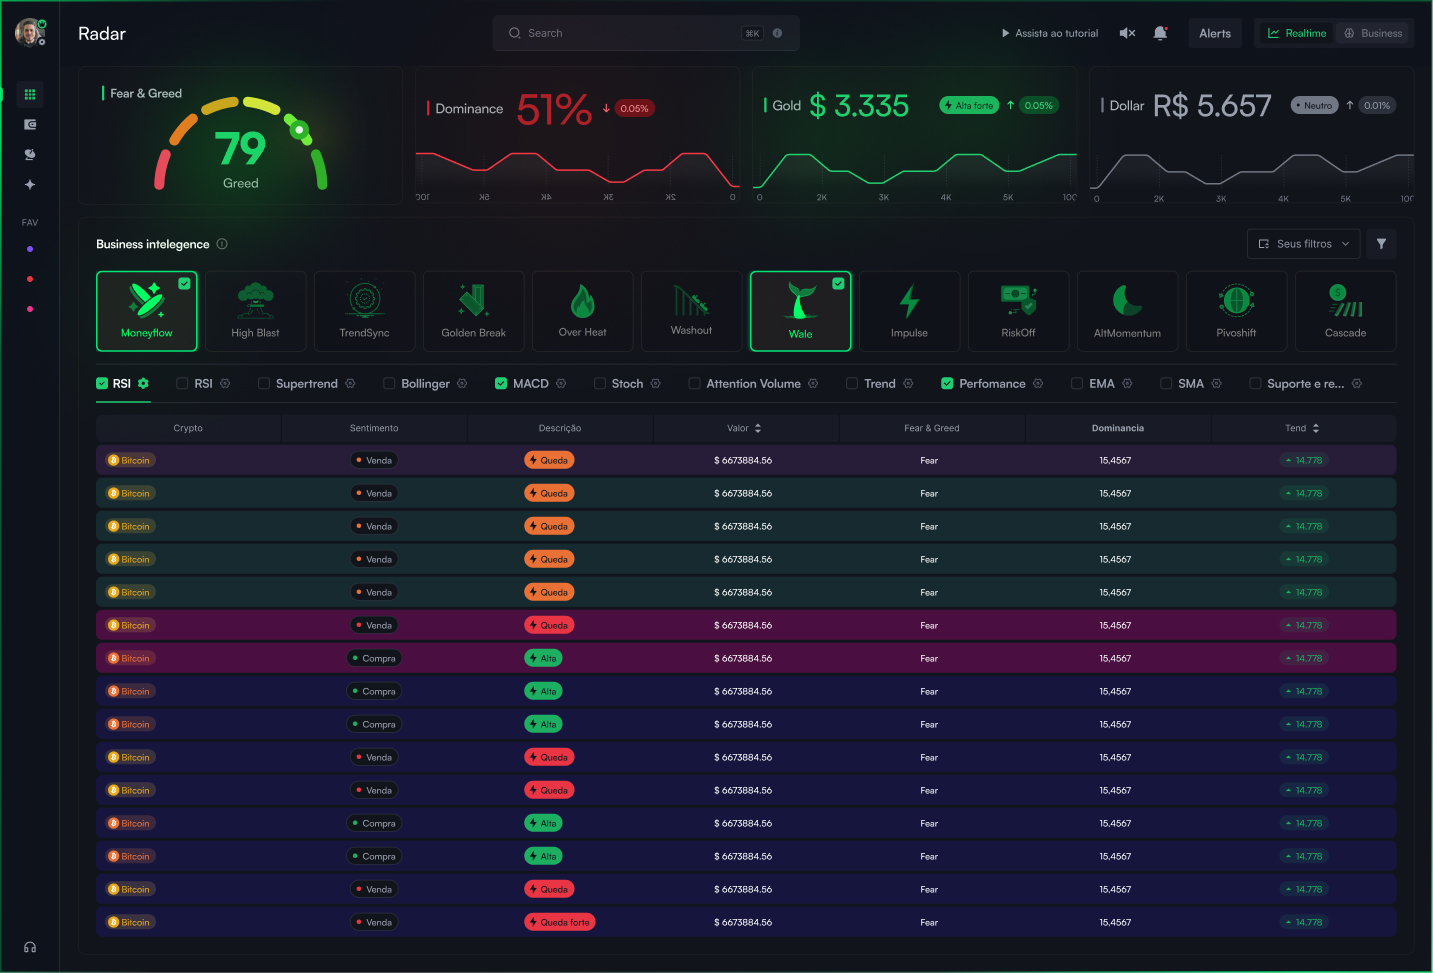 Radar
Search ⌘K
Assista ao tutorial
Alerts
Realtime
Business
Fear & Greed
79
Greed
Dominance 51% ↓ 0.05%
0 2K 3K 4K 5K 100
Gold $ 3.335 Alta forte ↑ 0.05%
0 2K 3K 4K 5K 100
Dollar R$ 5.657 Neutro ↑ 0.01%
0 2K 3K 4K 5K 100
FAV
Business intelegence
Seus filtros
Moneyflow
High Blast
TrendSync
Golden Break
Over Heat
Washout
Wale
Impulse
RiskOff
AltMomentum
Pivoshift
Cascade
RSI RSI Supertrend Bollinger MACD Stoch Attention Volume Trend Perfomance EMA SMA Suporte e re...
Crypto Sentimento Descrição Valor Fear & Greed Dominancia Tend
Bitcoin Venda Queda $ 6673884.56 Fear 15,4567 14.778
Bitcoin Venda Queda $ 6673884.56 Fear 15,4567 14.778
Bitcoin Venda Queda $ 6673884.56 Fear 15,4567 14.778
Bitcoin Venda Queda $ 6673884.56 Fear 15,4567 14.778
Bitcoin Venda Queda $ 6673884.56 Fear 15,4567 14.778
Bitcoin Venda Queda $ 6673884.56 Fear 15,4567 14.778
Bitcoin Compra Alta $ 6673884.56 Fear 15,4567 14.778
Bitcoin Compra Alta $ 6673884.56 Fear 15,4567 14.778
Bitcoin Compra Alta $ 6673884.56 Fear 15,4567 14.778
Bitcoin Venda Queda $ 6673884.56 Fear 15,4567 14.778
Bitcoin Venda Queda $ 6673884.56 Fear 15,4567 14.778
Bitcoin Compra Alta $ 6673884.56 Fear 15,4567 14.778
Bitcoin Compra Alta $ 6673884.56 Fear 15,4567 14.778
Bitcoin Venda Queda $ 6673884.56 Fear 15,4567 14.778
Bitcoin Venda Queda forte $ 6673884.56 Fear 15,4567 14.778